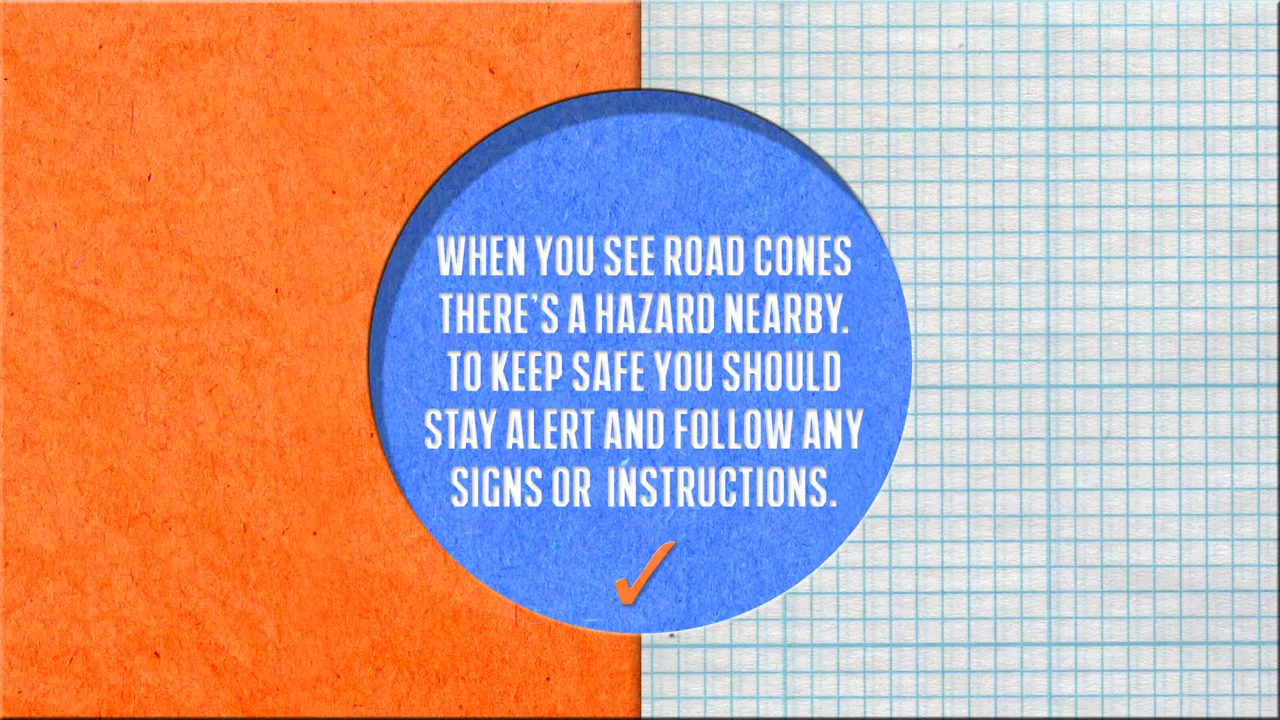 WHEN YOU SEE ROAD CONES
THERE'S A HAZARD NEARBY.
TO KEEP SAFE YOU SHOULD
STAY ALERT AND FOLLOW ANY
SIGNS OR INSTRUCTIONS.